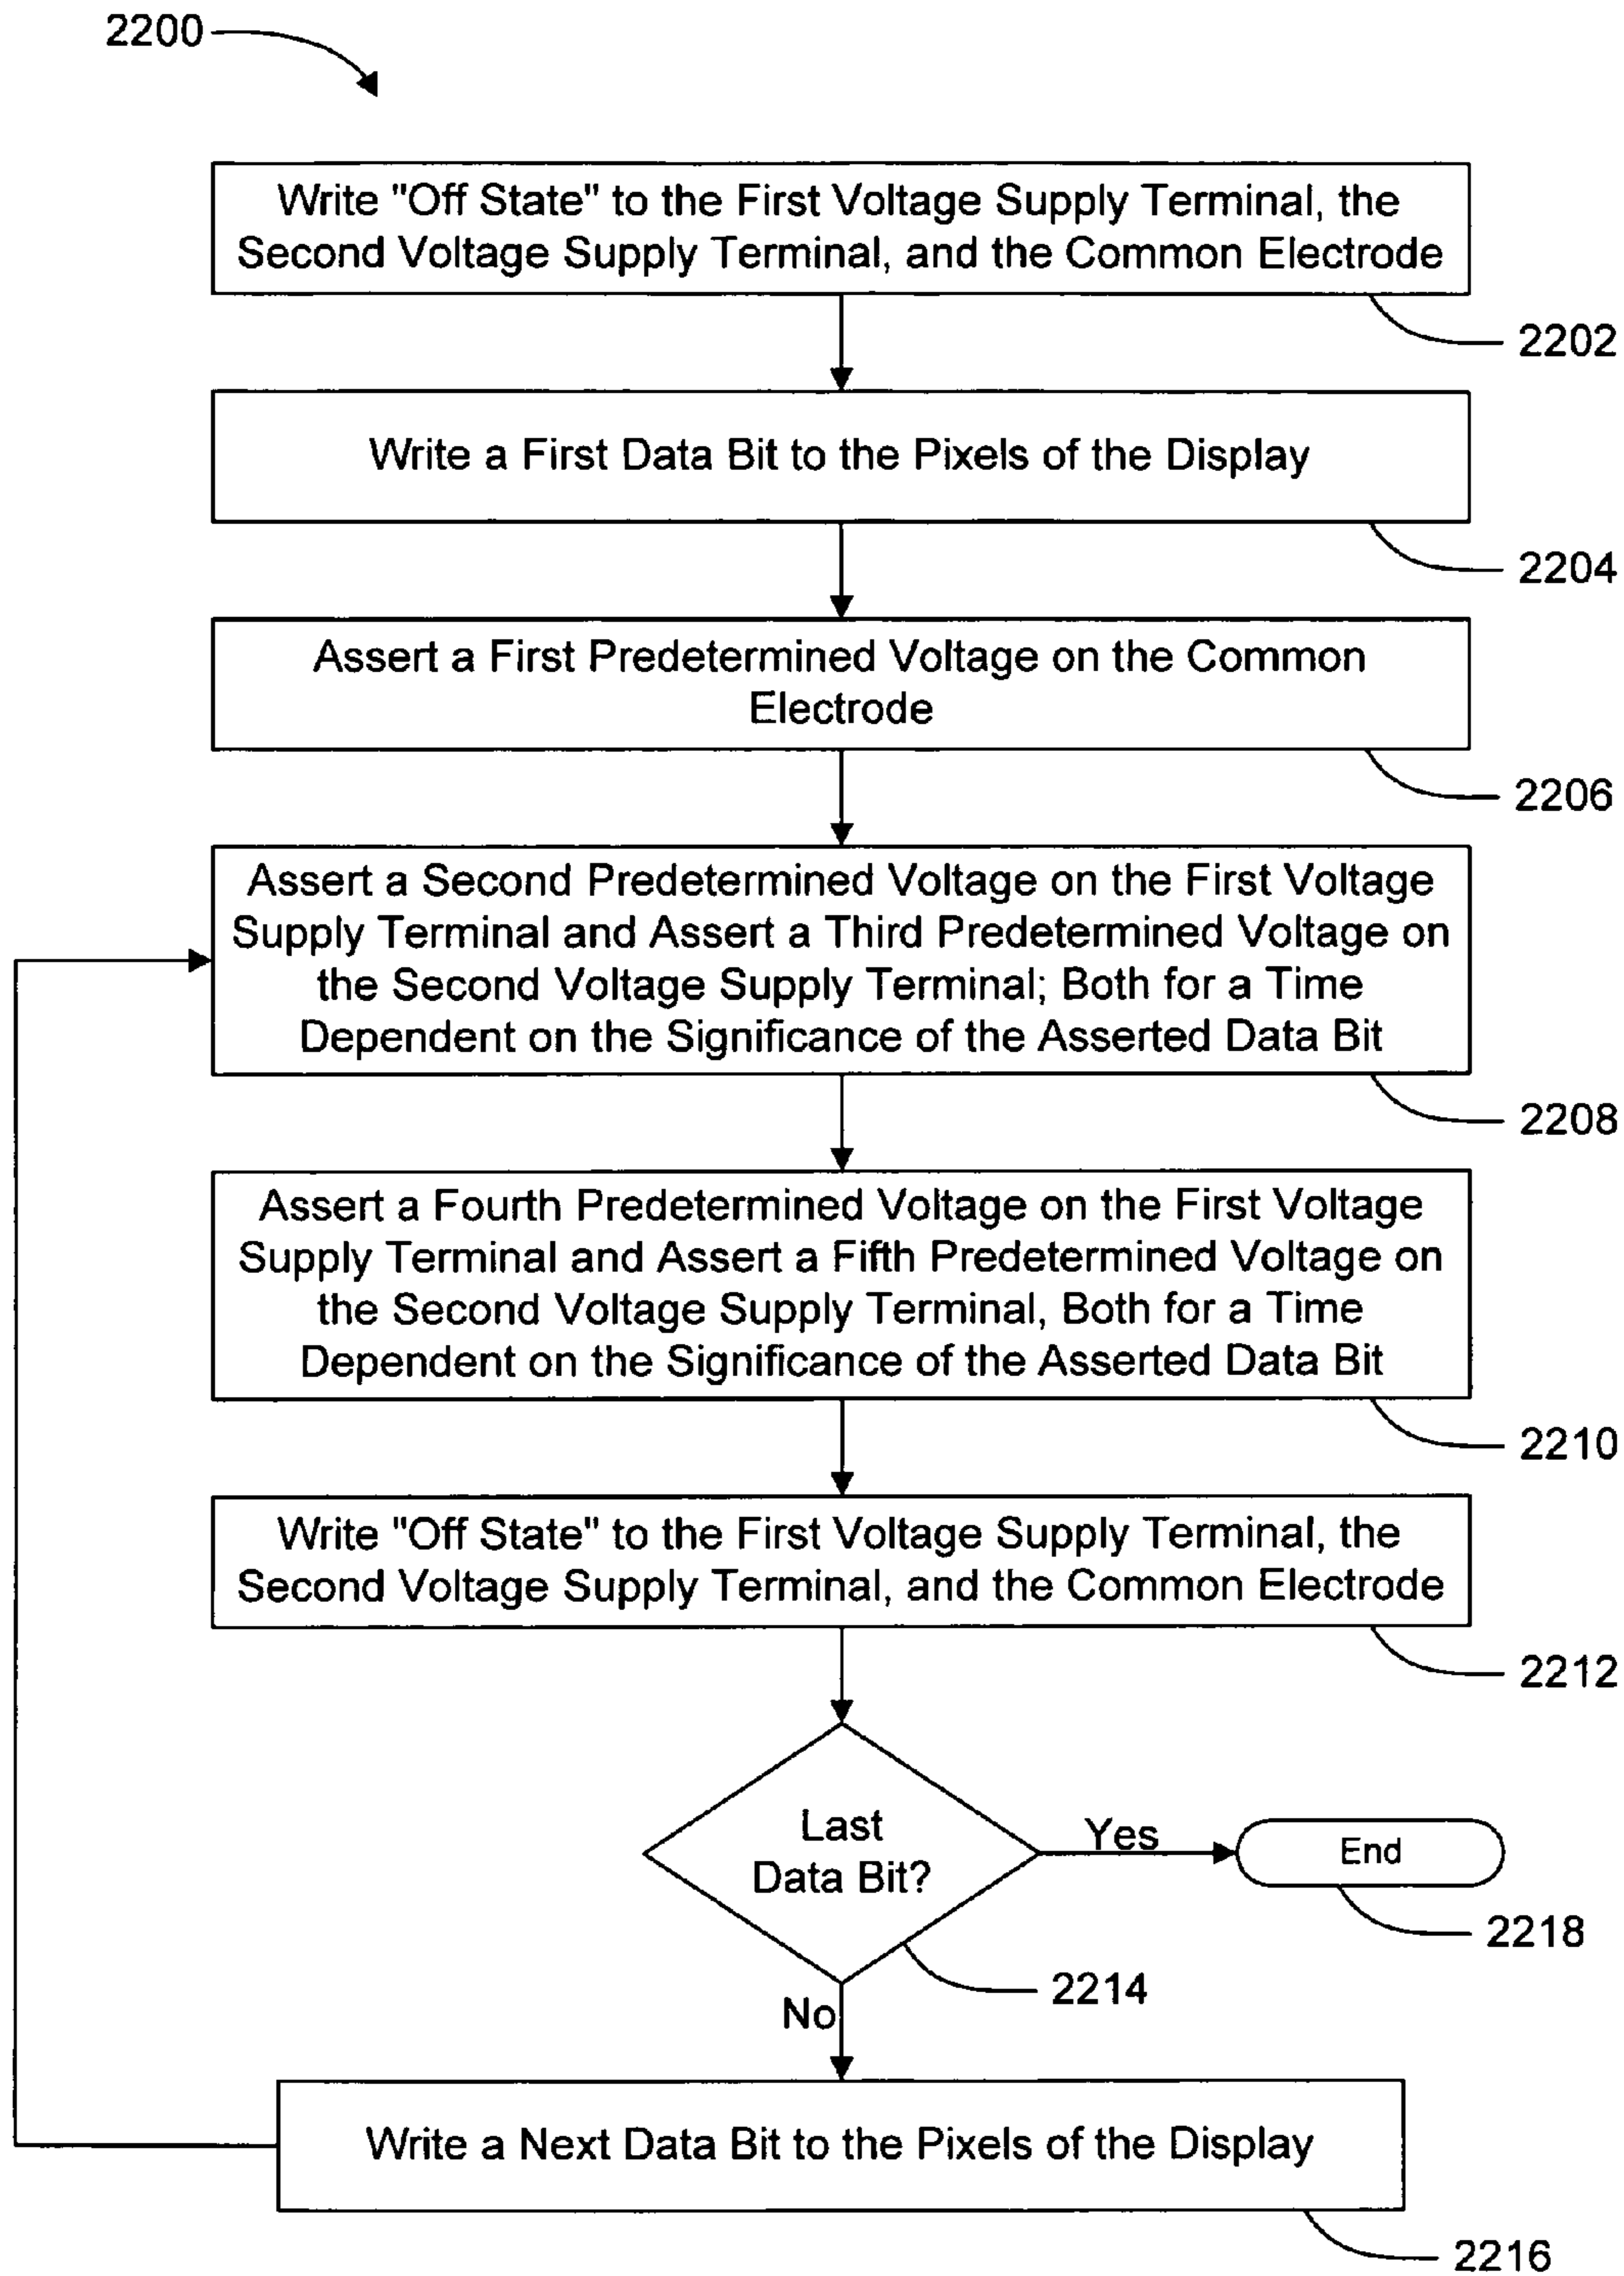 2200
Write "Off State" to the First Voltage Supply Terminal, the
Second Voltage Supply Terminal, and the Common Electrode
2202
Write a First Data Bit to the Pixels of the Display
2204
Assert a First Predetermined Voltage on the Common
Electrode
2206
Assert a Second Predetermined Voltage on the First Voltage
Supply Terminal and Assert a Third Predetermined Voltage on
the Second Voltage Supply Terminal; Both for a Time
Dependent on the Significance of the Asserted Data Bit
2208
Assert a Fourth Predetermined Voltage on the First Voltage
Supply Terminal and Assert a Fifth Predetermined Voltage on
the Second Voltage Supply Terminal, Both for a Time
Dependent on the Significance of the Asserted Data Bit
2210
Write "Off State" to the First Voltage Supply Terminal, the
Second Voltage Supply Terminal, and the Common Electrode
2212
Last
Data Bit?
Yes
End
2218
2214
No
Write a Next Data Bit to the Pixels of the Display
2216